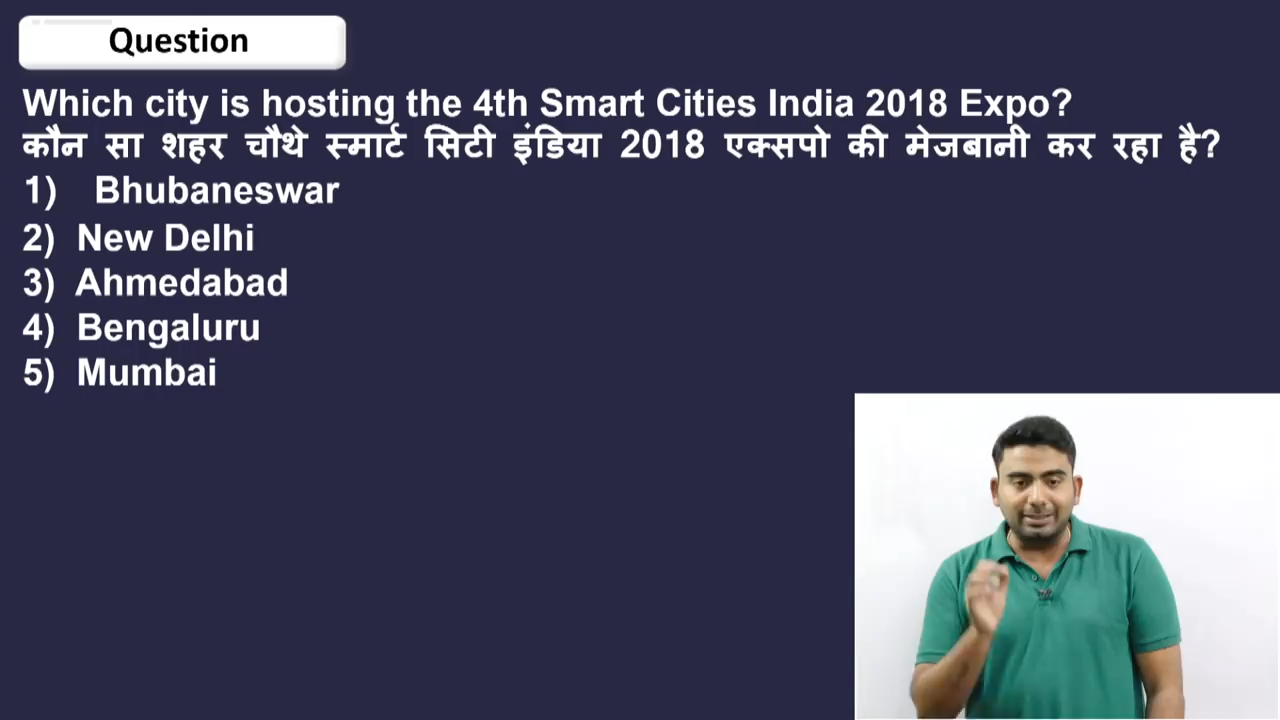 Question
Which city is hosting the 4th Smart Cities India 2018 Expo?
कौन सा शहर चौथे स्मार्ट सिटी इंडिया 2018 एक्सपो की मेजबानी कर रहा है?
1) Bhubaneswar
2) New Delhi
3) Ahmedabad
4) Bengaluru
5) Mumbai